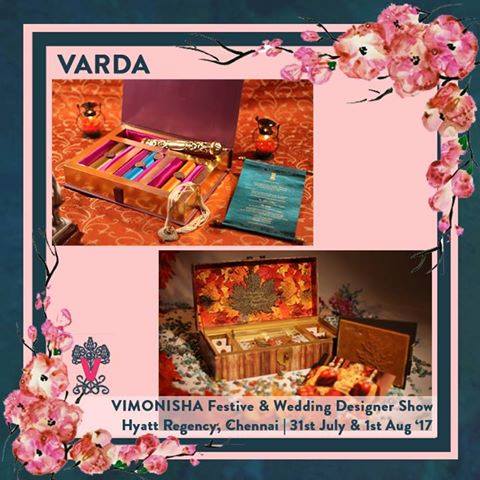 VARDA
V
VIMONISHA Festive & Wedding Designer Show
Hyatt Regency, Chennai | 31st July & 1st Aug '17